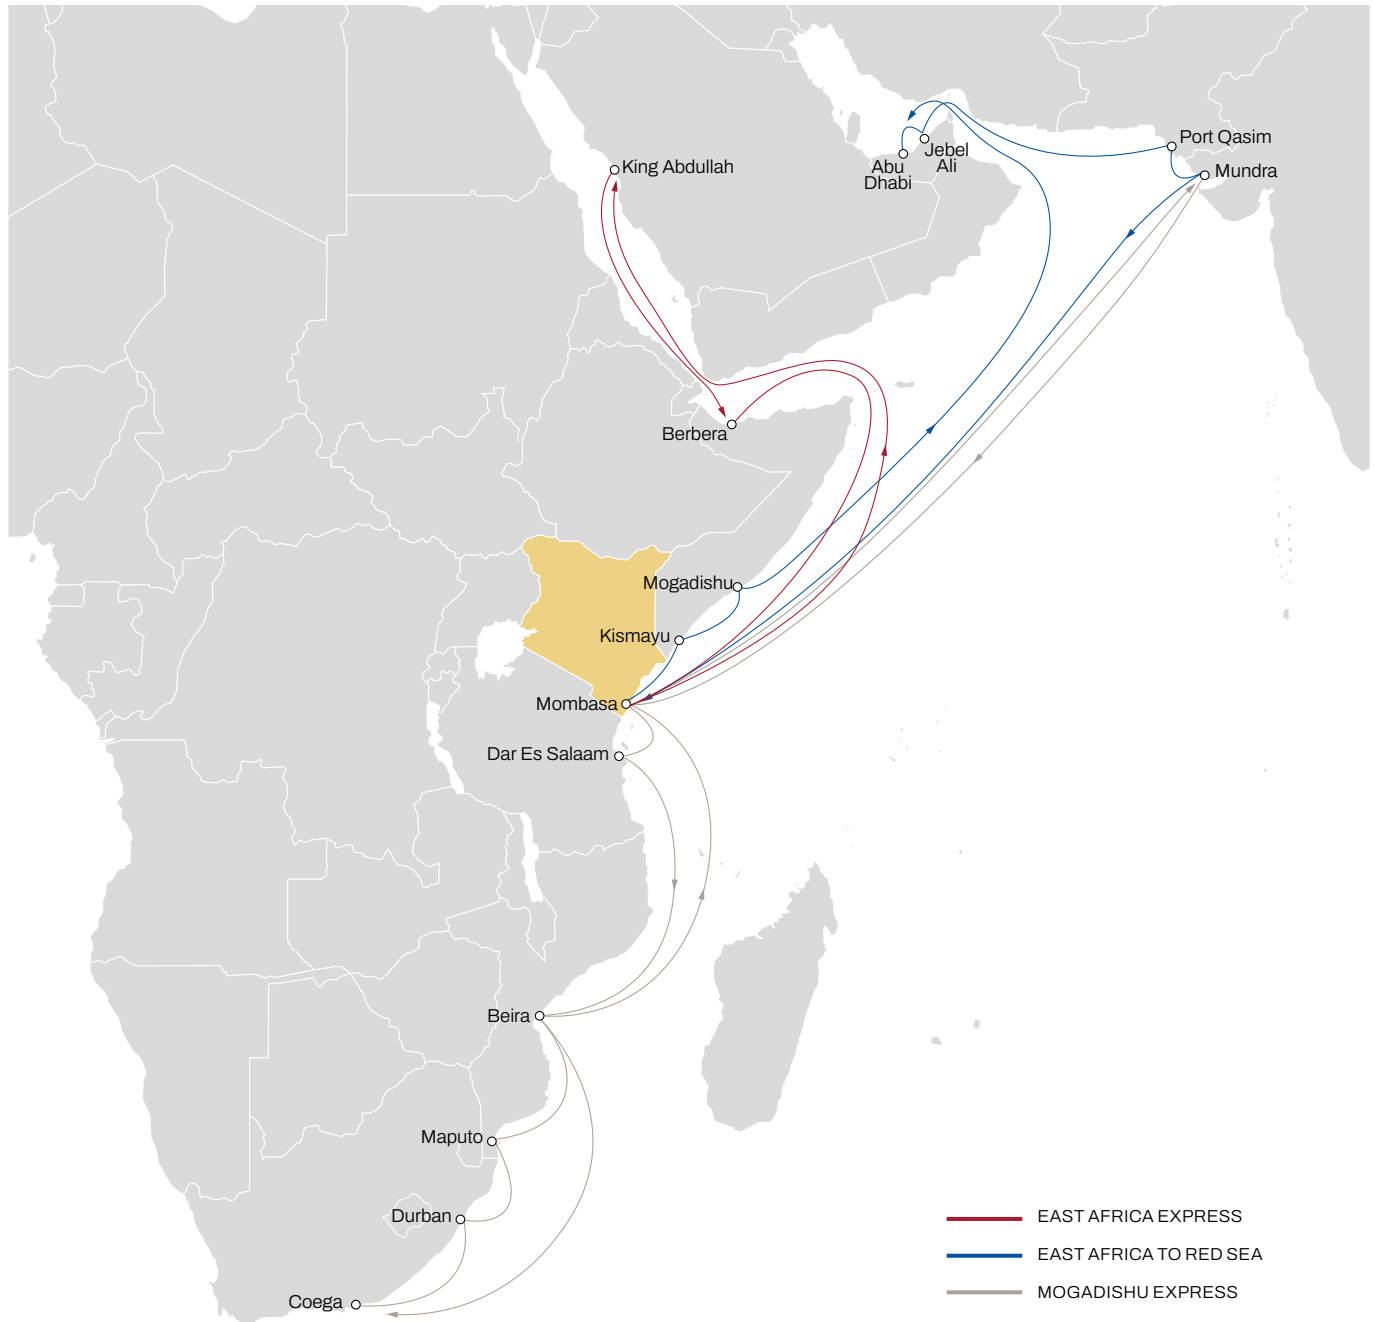 Port Qasim
Jebel
Ali
Abu
Dhabi
King Abdullah
Mundra
Berbera
Mogadishu
Kismayu
Mombasa
Dar Es Salaam
Beira
Maputo
Durban
Coega
EAST AFRICA EXPRESS
EAST AFRICA TO RED SEA
MOGADISHU EXPRESS